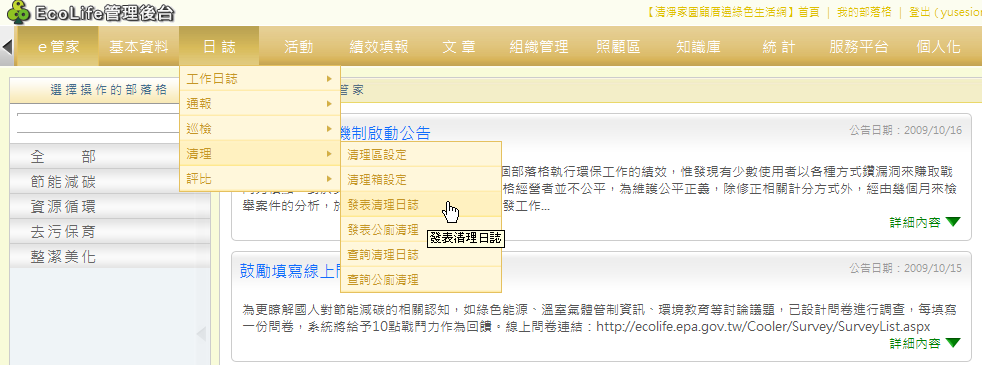 EcoLife管理後台
【清淨家園顧厝邊綠色生活網】首頁 | 我的部落格 | 登出 ( yusesion
e 管家 基本資料 日 誌 活動 績效填報 文 章 組織管理 照顧區 知識庫 統 計 服務平台 個人化
選擇操作的部落格
管家
全 部
節能減碳
資源循環
去污保育
整潔美化
工作日誌
通報
巡檢
清理
評比
清理區設定
清理箱設定
發表清理日誌
發表公廁清理
查詢清理日誌
查詢公廁清理
發表清理日誌
機制啟動公告
公告日期：2009/10/16
個部落格執行環保工作的績效，惟發現有少數使用者以各種方式鑽漏洞來賺取戰
格經營者並不公平，為維護公平正義，除修正相關計分方式外，經由幾個月來檢
舉案件的分析，
發工作...
詳細內容
鼓勵填寫線上
公告日期：2009/10/15
為更瞭解國人對節能減碳的相關認知，如綠色能源、溫室氣體管制資訊、環境教育等討論議題，已設計問卷進行調查，每填寫
一份問卷，系統將給予10點戰鬥力作為回饋。線上問卷連結：http://ecolife.epa.gov.tw/Cooler/Survey/SurveyList.aspx
詳細內容